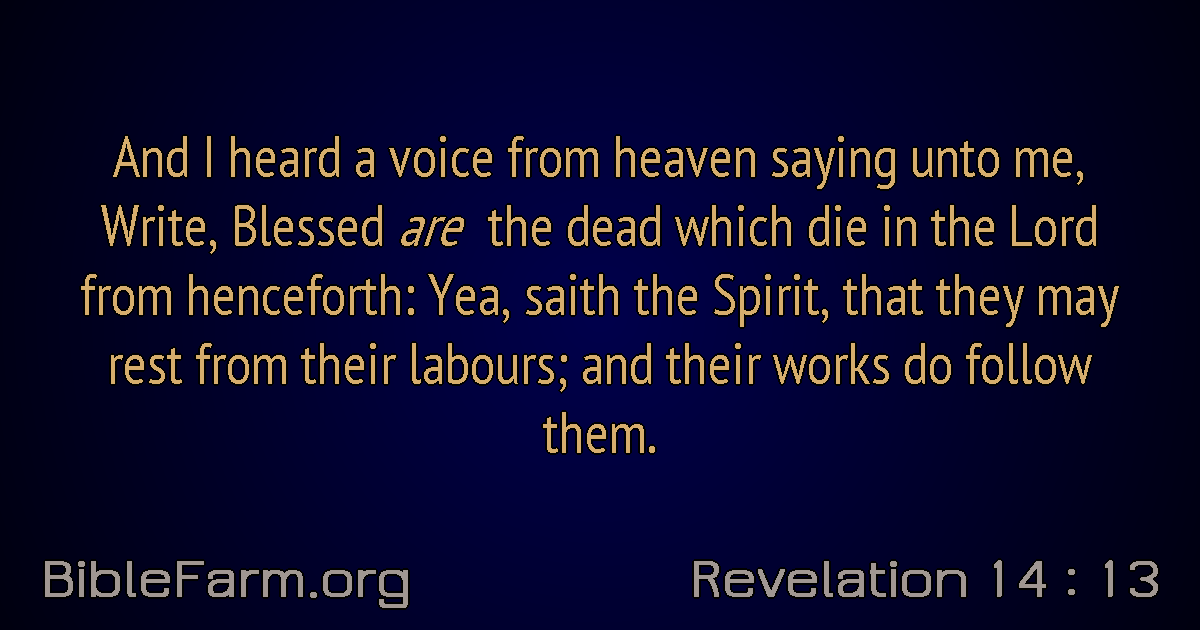 And I heard a voice from heaven saying unto me,
Write, Blessed are the dead which die in the Lord
from henceforth: Yea, saith the Spirit, that they may
rest from their labours; and their works do follow
them.
BibleFarm.org
Revelation 14 : 13